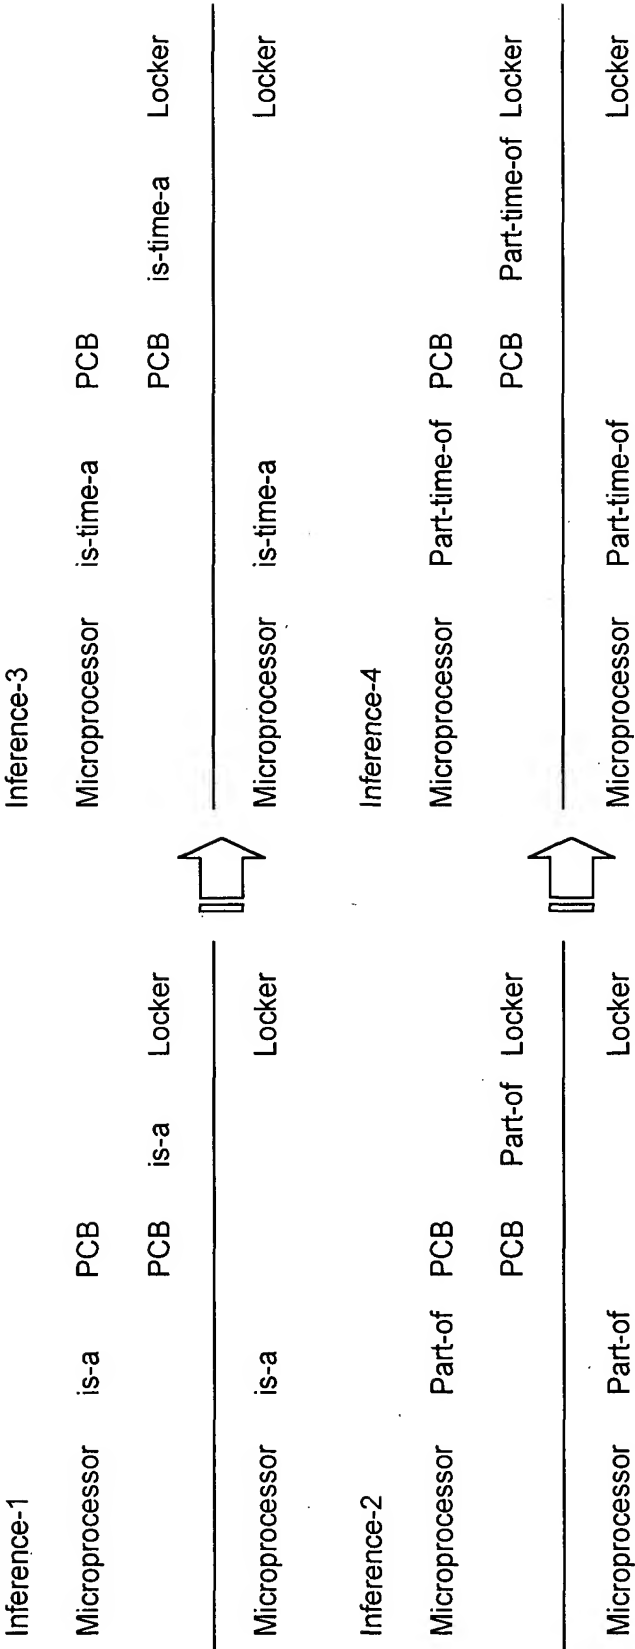 Inference-1
Microprocessor is-a PCB
PCB is-a Locker
Microprocessor is-a Locker
Inference-3
Microprocessor is-time-a PCB
PCB is-time-a Locker
Microprocessor is-time-a Locker
Inference-2
Microprocessor Part-of PCB
PCB Part-of Locker
Microprocessor Part-of Locker
Inference-4
Microprocessor Part-time-of PCB
PCB Part-time-of Locker
Microprocessor Part-time-of Locker